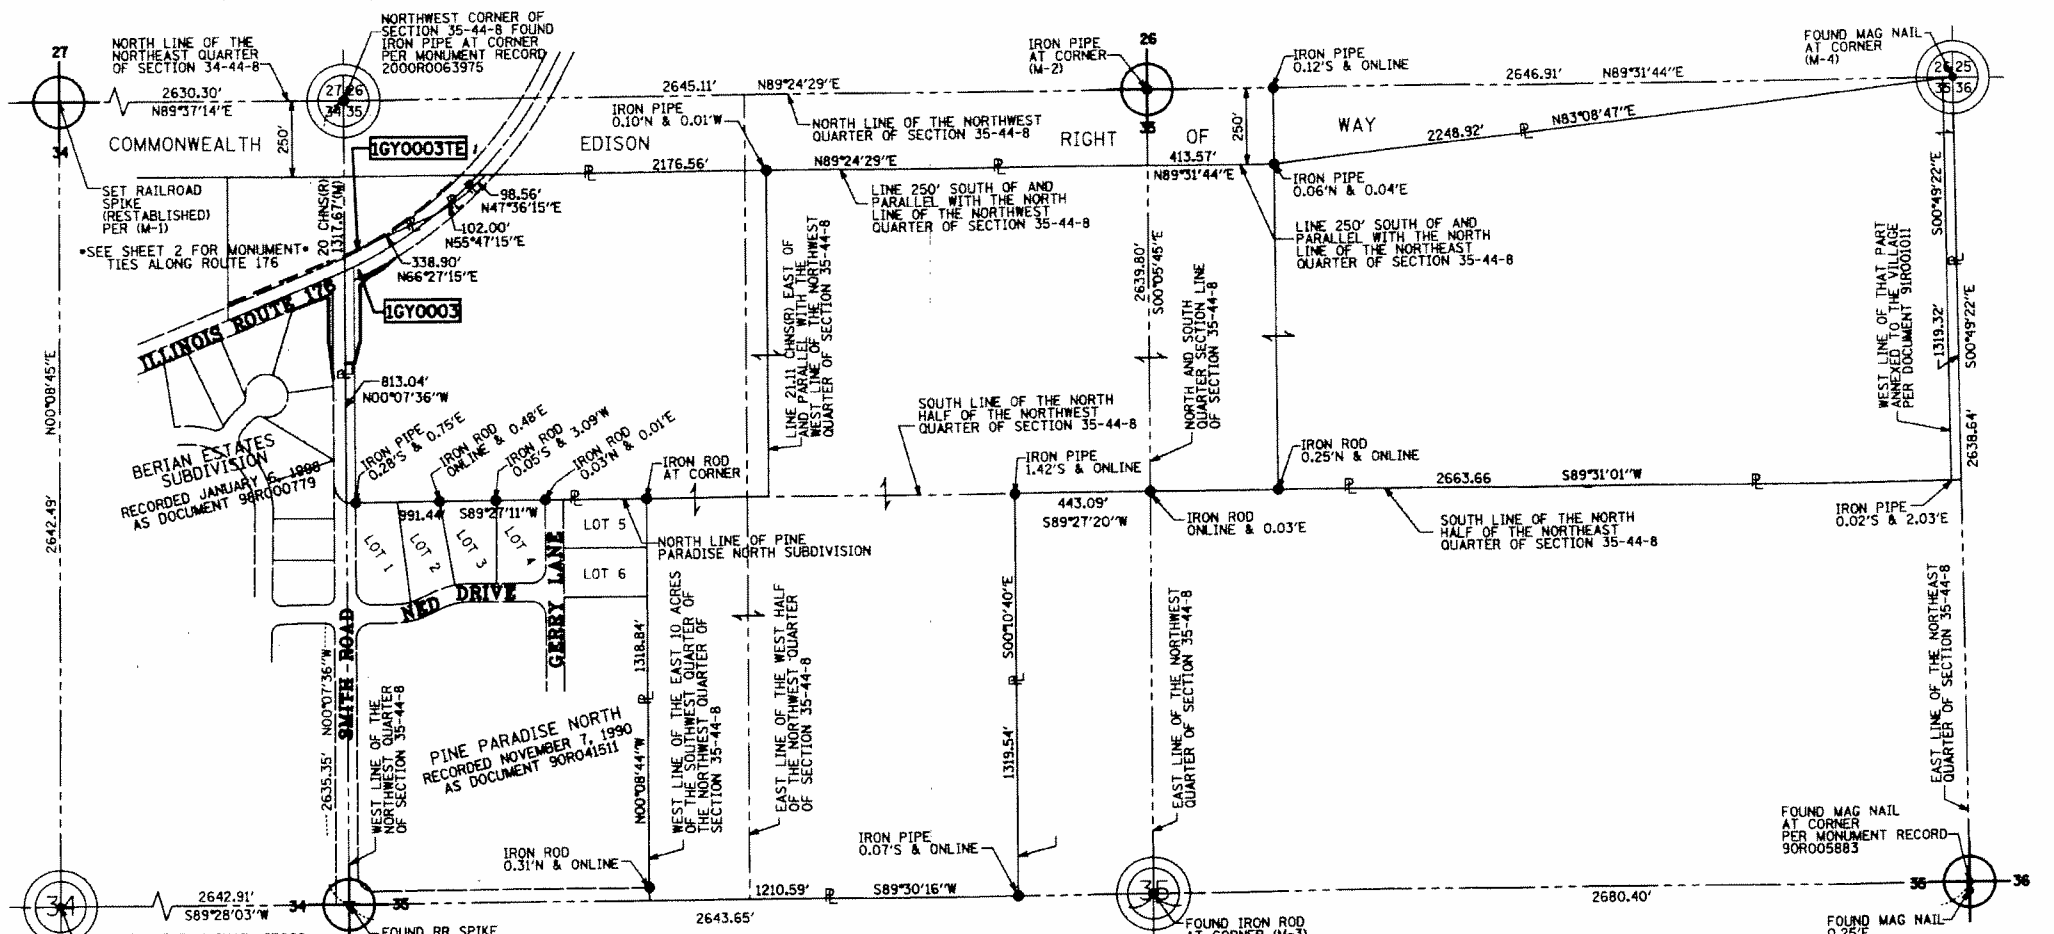 27
NORTH LINE OF THE
NORTHEAST QUARTER
OF SECTION 34-44-8
NORTHWEST CORNER OF
SECTION 35-44-8 FOUND
IRON PIPE AT CORNER
PER MONUMENT RECORD
2000R0063975
2630.30'
N89°37'14"E
27 26
34 35
2645.11'
N89°24'29"E
IRON PIPE
AT CORNER
(M-2)
26
35
IRON PIPE
0.12'S & ONLINE
2646.91'
N89°31'44"E
FOUND MAG NAIL
AT CORNER
(M-4)
26 25
35 36
34
COMMONWEALTH
250'
1GY0003TE
EDISON
IRON PIPE
0.10'N & 0.01'W
NORTH LINE OF THE NORTHWEST
QUARTER OF SECTION 35-44-8
RIGHT
OF
250'
WAY
2248.92'
N83°08'47"E
2176.56'
N89°24'29"E
413.57'
N89°31'44"E
IRON PIPE
0.06'N & 0.04'E
SET RAILROAD
SPIKE
(RESTABLISHED)
PER (M-1)
*SEE SHEET 2 FOR MONUMENT*
TIES ALONG ROUTE 176
20 CHNS(R)
1317.67'(M)
98.56'
N47°36'15"E
102.00'
N55°47'15"E
338.90'
N66°27'15"E
1GY0003
ILLINOIS ROUTE 176
LINE 250' SOUTH OF AND
PARALLEL WITH THE NORTH
LINE OF THE NORTHWEST
QUARTER OF SECTION 35-44-8
LINE 250' SOUTH OF AND
PARALLEL WITH THE NORTH
LINE OF THE NORTHEAST
QUARTER OF SECTION 35-44-8
LINE 21.11 CHNS(R) EAST OF
AND PARALLEL WITH THE
WEST LINE OF THE NORTHWEST
QUARTER OF SECTION 35-44-8
2639.80'
S00°05'45"E
NORTH AND SOUTH
QUARTER SECTION LINE
OF SECTION 35-44-8
WEST LINE OF THAT PART
ANNEXED TO THE VILLAGE
PER DOCUMENT 91R001011
S00°49'22"E
1319.32'
S00°49'22"E
2638.64'
N00°08'45"E
2642.49'
813.04'
N00°07'36"W
BERIAN ESTATES
SUBDIVISION
RECORDED JANUARY 6, 1998
AS DOCUMENT 98R000779
IRON PIPE
0.28'S & 0.75'E
IRON ROD
ONLINE & 0.48'E
IRON ROD
0.05'S & 3.09'W
IRON ROD
0.03'N & 0.01'E
IRON ROD
AT CORNER
SOUTH LINE OF THE NORTH
HALF OF THE NORTHWEST
QUARTER OF SECTION 35-44-8
IRON PIPE
1.42'S & ONLINE
IRON ROD
0.25'N & ONLINE
2663.66
S89°31'01"W
IRON PIPE
0.02'S & 2.03'E
991.44'
S89°27'11"W
443.09'
S89°27'20"W
IRON ROD
ONLINE & 0.03'E
SOUTH LINE OF THE NORTH
HALF OF THE NORTHEAST
QUARTER OF SECTION 35-44-8
LOT 1
LOT 2
LOT 3
LOT 4
LOT 5
LOT 6
NORTH LINE OF PINE
PARADISE NORTH SUBDIVISION
NED DRIVE
GERRY LANE
SMITH ROAD
N00°07'36"W
2635.35'
WEST LINE OF THE
NORTHWEST QUARTER
OF SECTION 35-44-8
PINE PARADISE NORTH
RECORDED NOVEMBER 7, 1990
AS DOCUMENT 90R041511
1318.84'
N00°08'44"W
WEST LINE OF THE EAST 10 ACRES
OF THE SOUTHWEST QUARTER OF
THE NORTHWEST QUARTER OF
SECTION 35-44-8
EAST LINE OF THE WEST HALF
OF THE NORTHWEST QUARTER
OF SECTION 35-44-8
S00°10'40"E
1319.54'
EAST LINE OF THE NORTHWEST
QUARTER OF SECTION 35-44-8
EAST LINE OF THE NORTHEAST
QUARTER OF SECTION 35-44-8
IRON ROD
0.31'N & ONLINE
IRON PIPE
0.07'S & ONLINE
FOUND MAG NAIL
AT CORNER
PER MONUMENT RECORD
90R005883
34
2642.91'
S89°28'03"W
34
35
1210.59'
S89°30'16"W
2643.65'
35
2680.40'
35
36
FOUND RR SPIKE
FOUND IRON ROD
AT CORNER (M-3)
FOUND MAG NAIL
0.25'E